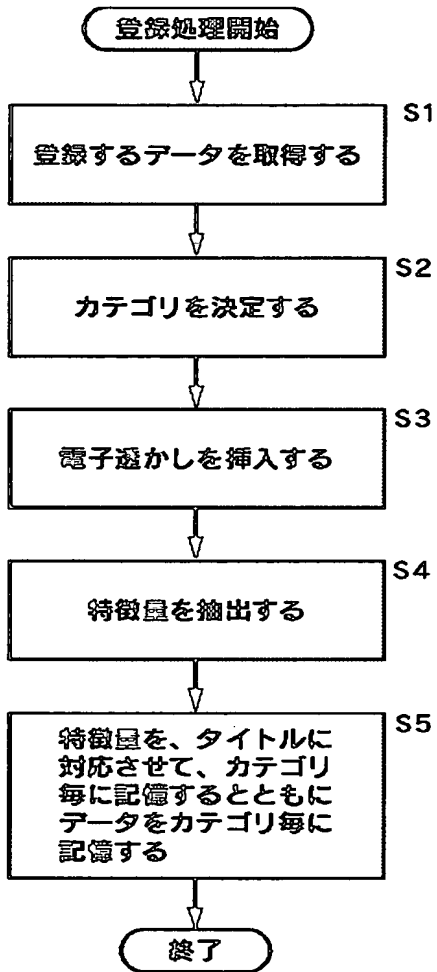 登録処理開始
S1
登録するデータを取得する
S2
カテゴリを決定する
S3
電子透かしを挿入する
S4
特徴量を抽出する
S5
特徴量を、タイトルに
対応させて、カテゴリ
毎に記憶するとともに
データをカテゴリ毎に
記憶する
終了